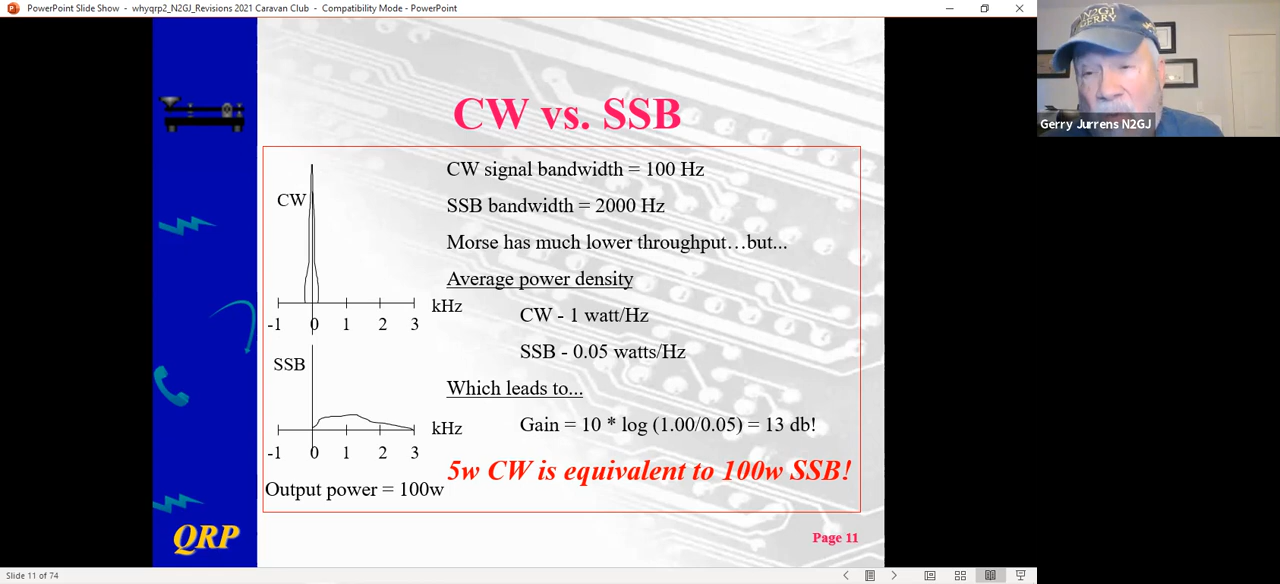 PowerPoint Slide Show - whyqrp2_N2GJ_Revisions 2021 Caravan Club - Compatibility Mode - PowerPoint
N2GJ
GERRY
Gerry Jurrens N2GJ
CW vs. SSB
CW
kHz
-1 0 1 2 3
SSB
kHz
-1 0 1 2 3
Output power = 100w
CW signal bandwidth = 100 Hz
SSB bandwidth = 2000 Hz
Morse has much lower throughput…but...
Average power density
CW - 1 watt/Hz
SSB - 0.05 watts/Hz
Which leads to...
Gain = 10 * log (1.00/0.05) = 13 db!
5w CW is equivalent to 100w SSB!
QRP
Page 11
Slide 11 of 74